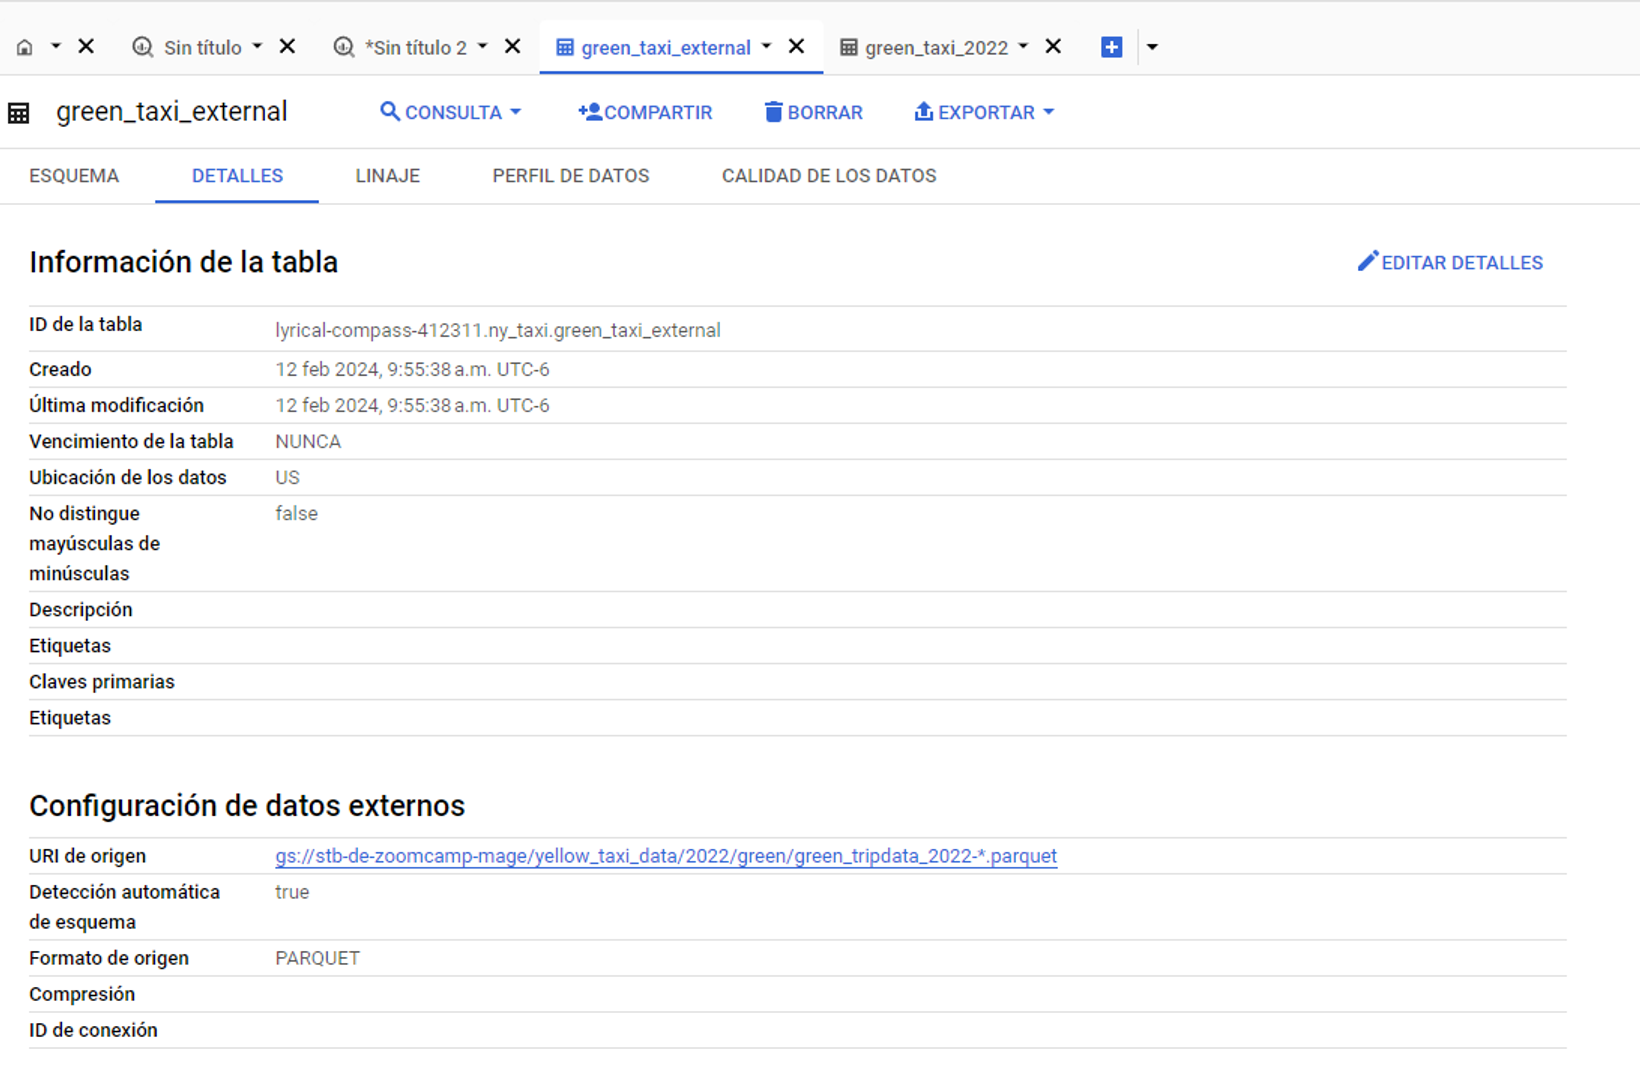 Sin título
*Sin título 2
green_taxi_external
green_taxi_2022
green_taxi_external
CONSULTA
COMPARTIR
BORRAR
EXPORTAR
ESQUEMA
DETALLES
LINAJE
PERFIL DE DATOS
CALIDAD DE LOS DATOS
Información de la tabla
EDITAR DETALLES
ID de la tabla
lyrical-compass-412311.ny_taxi.green_taxi_external
Creado
12 feb 2024, 9:55:38 a.m. UTC-6
Última modificación
12 feb 2024, 9:55:38 a.m. UTC-6
Vencimiento de la tabla
NUNCA
Ubicación de los datos
US
No distingue
mayúsculas de
minúsculas
false
Descripción
Etiquetas
Claves primarias
Etiquetas
Configuración de datos externos
URI de origen
gs://stb-de-zoomcamp-mage/yellow_taxi_data/2022/green/green_tripdata_2022-*.parquet
Detección automática
de esquema
true
Formato de origen
PARQUET
Compresión
ID de conexión